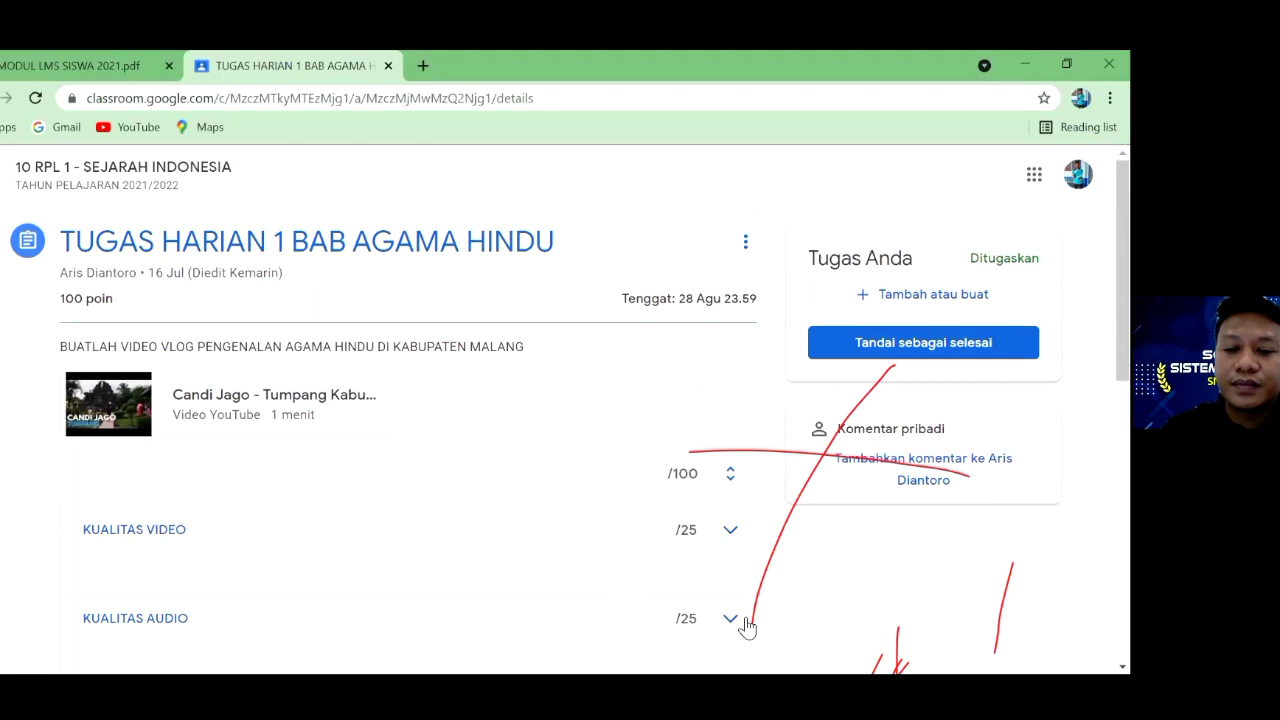 MODUL LMS SISWA 2021.pdf
TUGAS HARIAN 1 BAB AGAMA H
classroom.google.com/c/MzczMTkyMTEzMjg1/a/MzczMjMwMzQ2Njg1/details
Gmail
YouTube
Maps
Reading list
10 RPL 1 - SEJARAH INDONESIA
TAHUN PELAJARAN 2021/2022
TUGAS HARIAN 1 BAB AGAMA HINDU
Aris Diantoro • 16 Jul (Diedit Kemarin)
100 poin
Tenggat: 28 Agu 23.59
BUATLAH VIDEO VLOG PENGENALAN AGAMA HINDU DI KABUPATEN MALANG
CANDI JAGO
TUMPANG
Candi Jago - Tumpang Kabu...
Video YouTube 1 menit
/100
KUALITAS VIDEO
/25
KUALITAS AUDIO
/25
Tugas Anda
Ditugaskan
+ Tambah atau buat
Tandai sebagai selesai
Komentar pribadi
Tambahkan komentar ke Aris
Diantoro